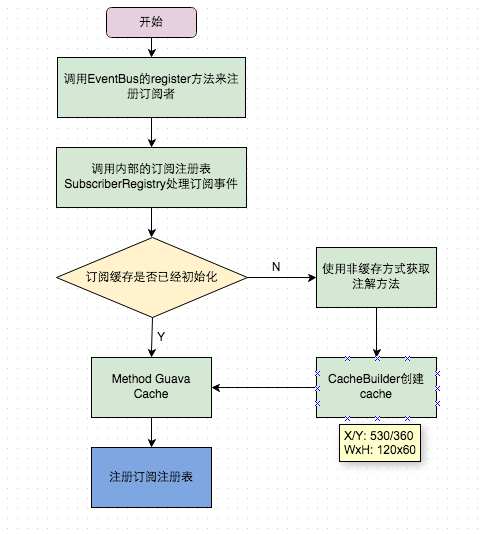 开始
调用EventBus的register方法来注
册订阅者
调用内部的订阅注册表
SubscriberRegistry处理订阅事件
订阅缓存是否已经初始化
N
使用非缓存方式获取
注解方法
Y
Method Guava
Cache
CacheBuilder创建
cache
X/Y: 530/360
WxH: 120x60
注册订阅注册表